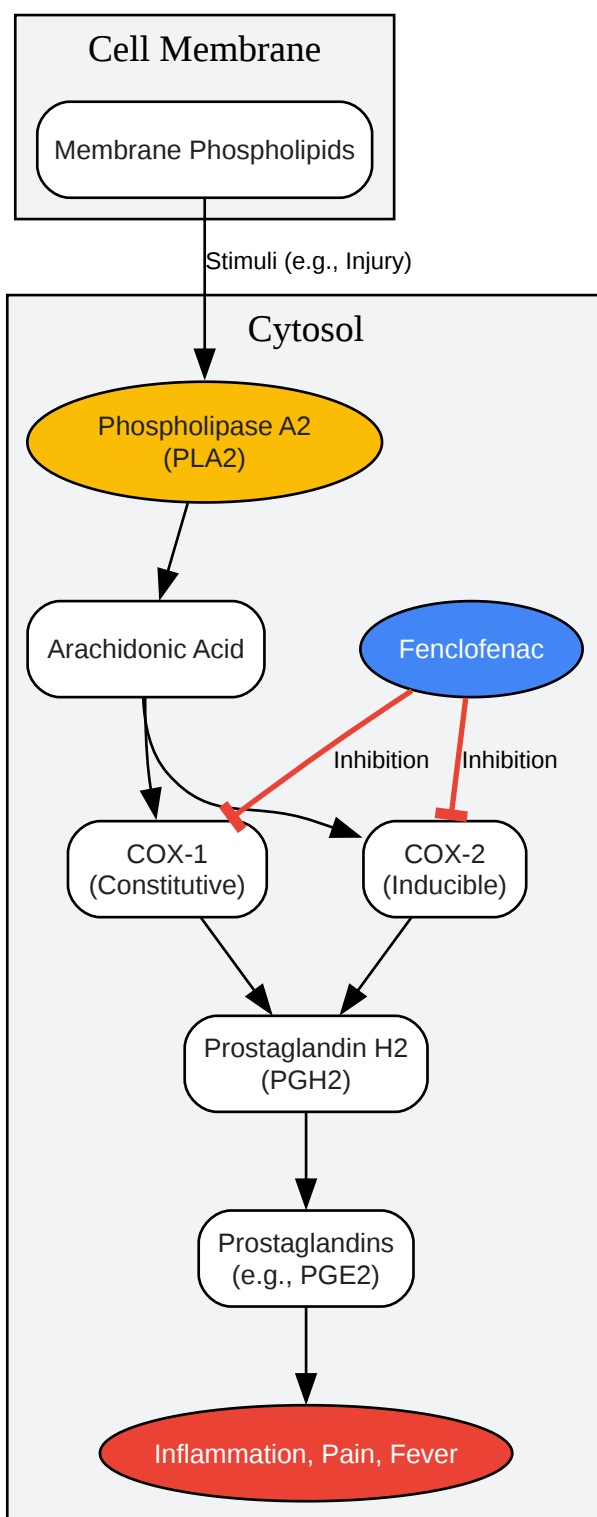 Cell Membrane
Membrane Phospholipids
Stimuli (e.g., Injury)
Cytosol
Phospholipase A2
(PLA2)
Arachidonic Acid
Fenclofenac
Inhibition
Inhibition
COX-1
(Constitutive)
COX-2
(Inducible)
Prostaglandin H2
(PGH2)
Prostaglandins
(e.g., PGE2)
Inflammation, Pain, Fever